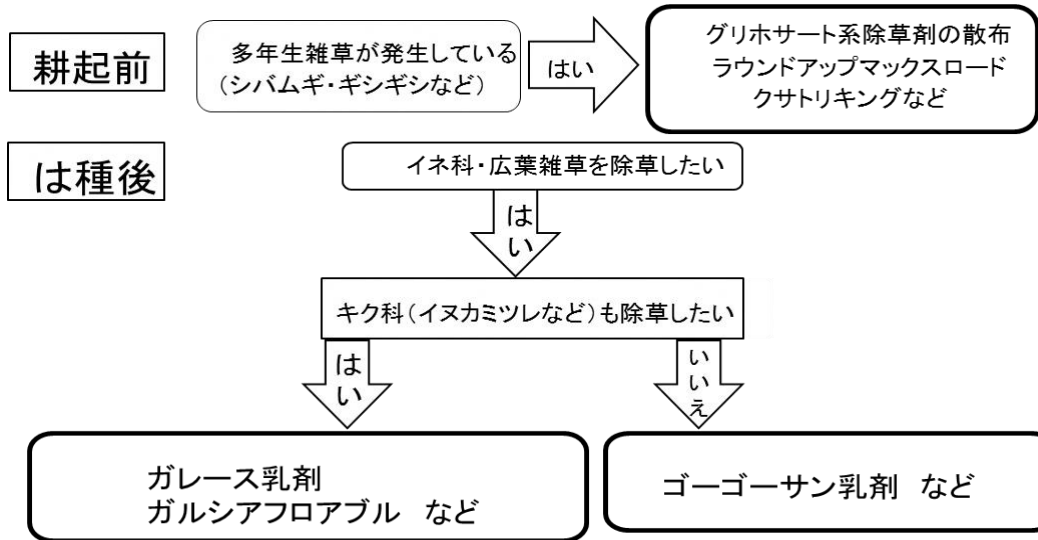 耕起前
多年生雑草が発生している
(シバムギ・ギシギシなど)
はい
グリホサート系除草剤の散布
ラウンドアップマックスロード
クサトリキングなど
は種後
イネ科・広葉雑草を除草したい
はい
キク科(イヌカミツレなど)も除草したい
はい
いいえ
ガレース乳剤
ガルシアフロアブル など
ゴーゴーサン乳剤 など